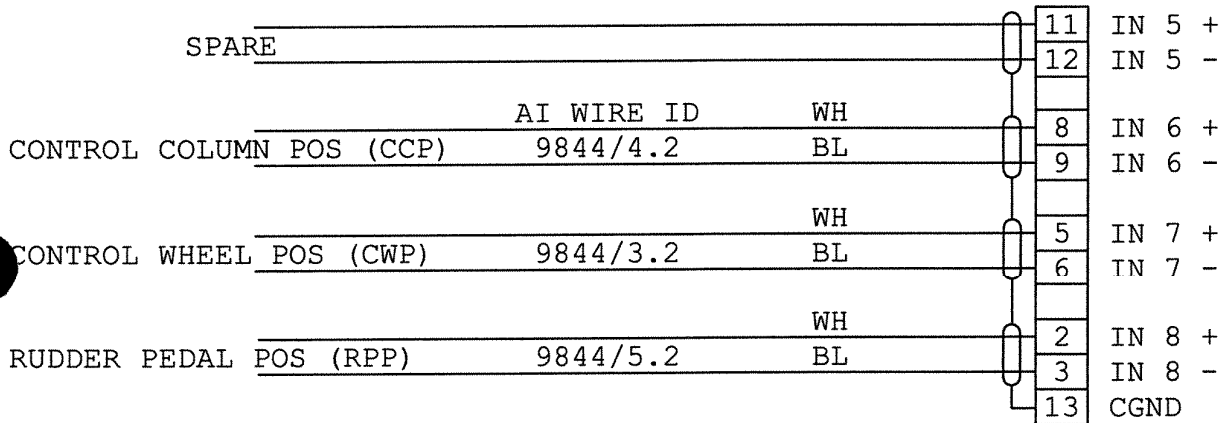 11 IN 5 +
SPARE
12 IN 5 -
AI WIRE ID WH
8 IN 6 +
CONTROL COLUMN POS (CCP) 9844/4.2 BL
9 IN 6 -
WH
5 IN 7 +
CONTROL WHEEL POS (CWP) 9844/3.2 BL
6 IN 7 -
WH
2 IN 8 +
RUDDER PEDAL POS (RPP) 9844/5.2 BL
3 IN 8 -
13 CGND